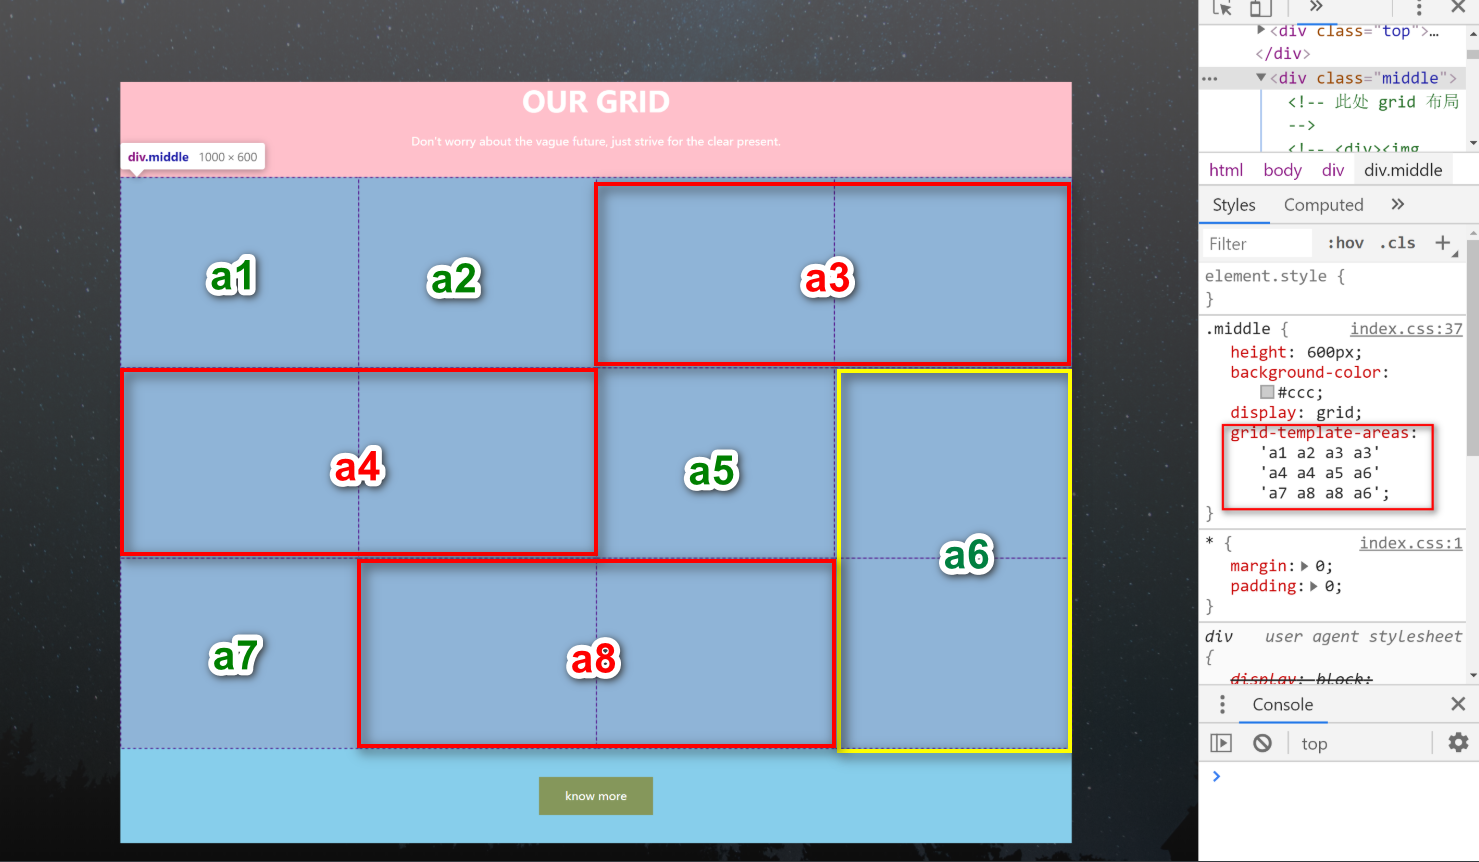 OUR GRID
Don't worry about the vague future, just strive for the clear present.
div.middle 1000 × 600
a1
a2
a3
a4
a5
a6
a7
a8
know more
<div class="top">…
</div>
<div class="middle">
<!-- 此处 grid 布局
-->
<!-- <div><img
html body div div.middle
Styles Computed
Filter :hov .cls +
element.style {
}
.middle { index.css:37
height: 600px;
background-color:
#ccc;
display: grid;
grid-template-areas:
'a1 a2 a3 a3'
'a4 a4 a5 a6'
'a7 a8 a8 a6';
}
* { index.css:1
margin: 0;
padding: 0;
}
div user agent stylesheet
{
display: block;
Console
top